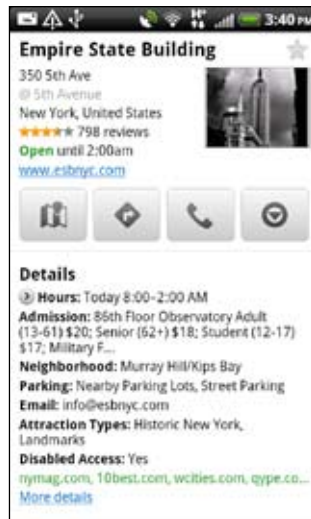 3:40 PM
Empire State Building
350 5th Ave
@ 5th Avenue
New York, United States
798 reviews
Open until 2:00am
www.esbnyc.com
Details
Hours: Today 8:00-2:00 AM
Admission: 86th Floor Observatory Adult
(13-61) $20; Senior (62+) $18; Student (12-17)
$17; Military F...
Neighborhood: Murray Hill/Kips Bay
Parking: Nearby Parking Lots, Street Parking
Email: info@esbnyc.com
Attraction Types: Historic New York,
Landmarks
Disabled Access: Yes
nymag.com, 10best.com, wcities.com, qype.co...
More details